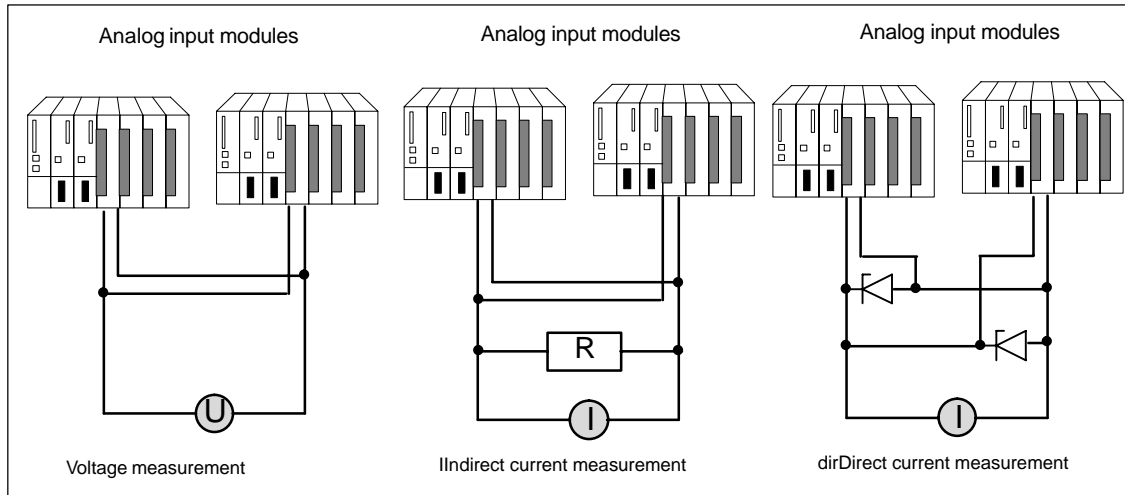 Analog input modules
Analog input modules
Analog input modules
R
U
I
I
Voltage measurement
IIndirect current measurement
dirDirect current measurement